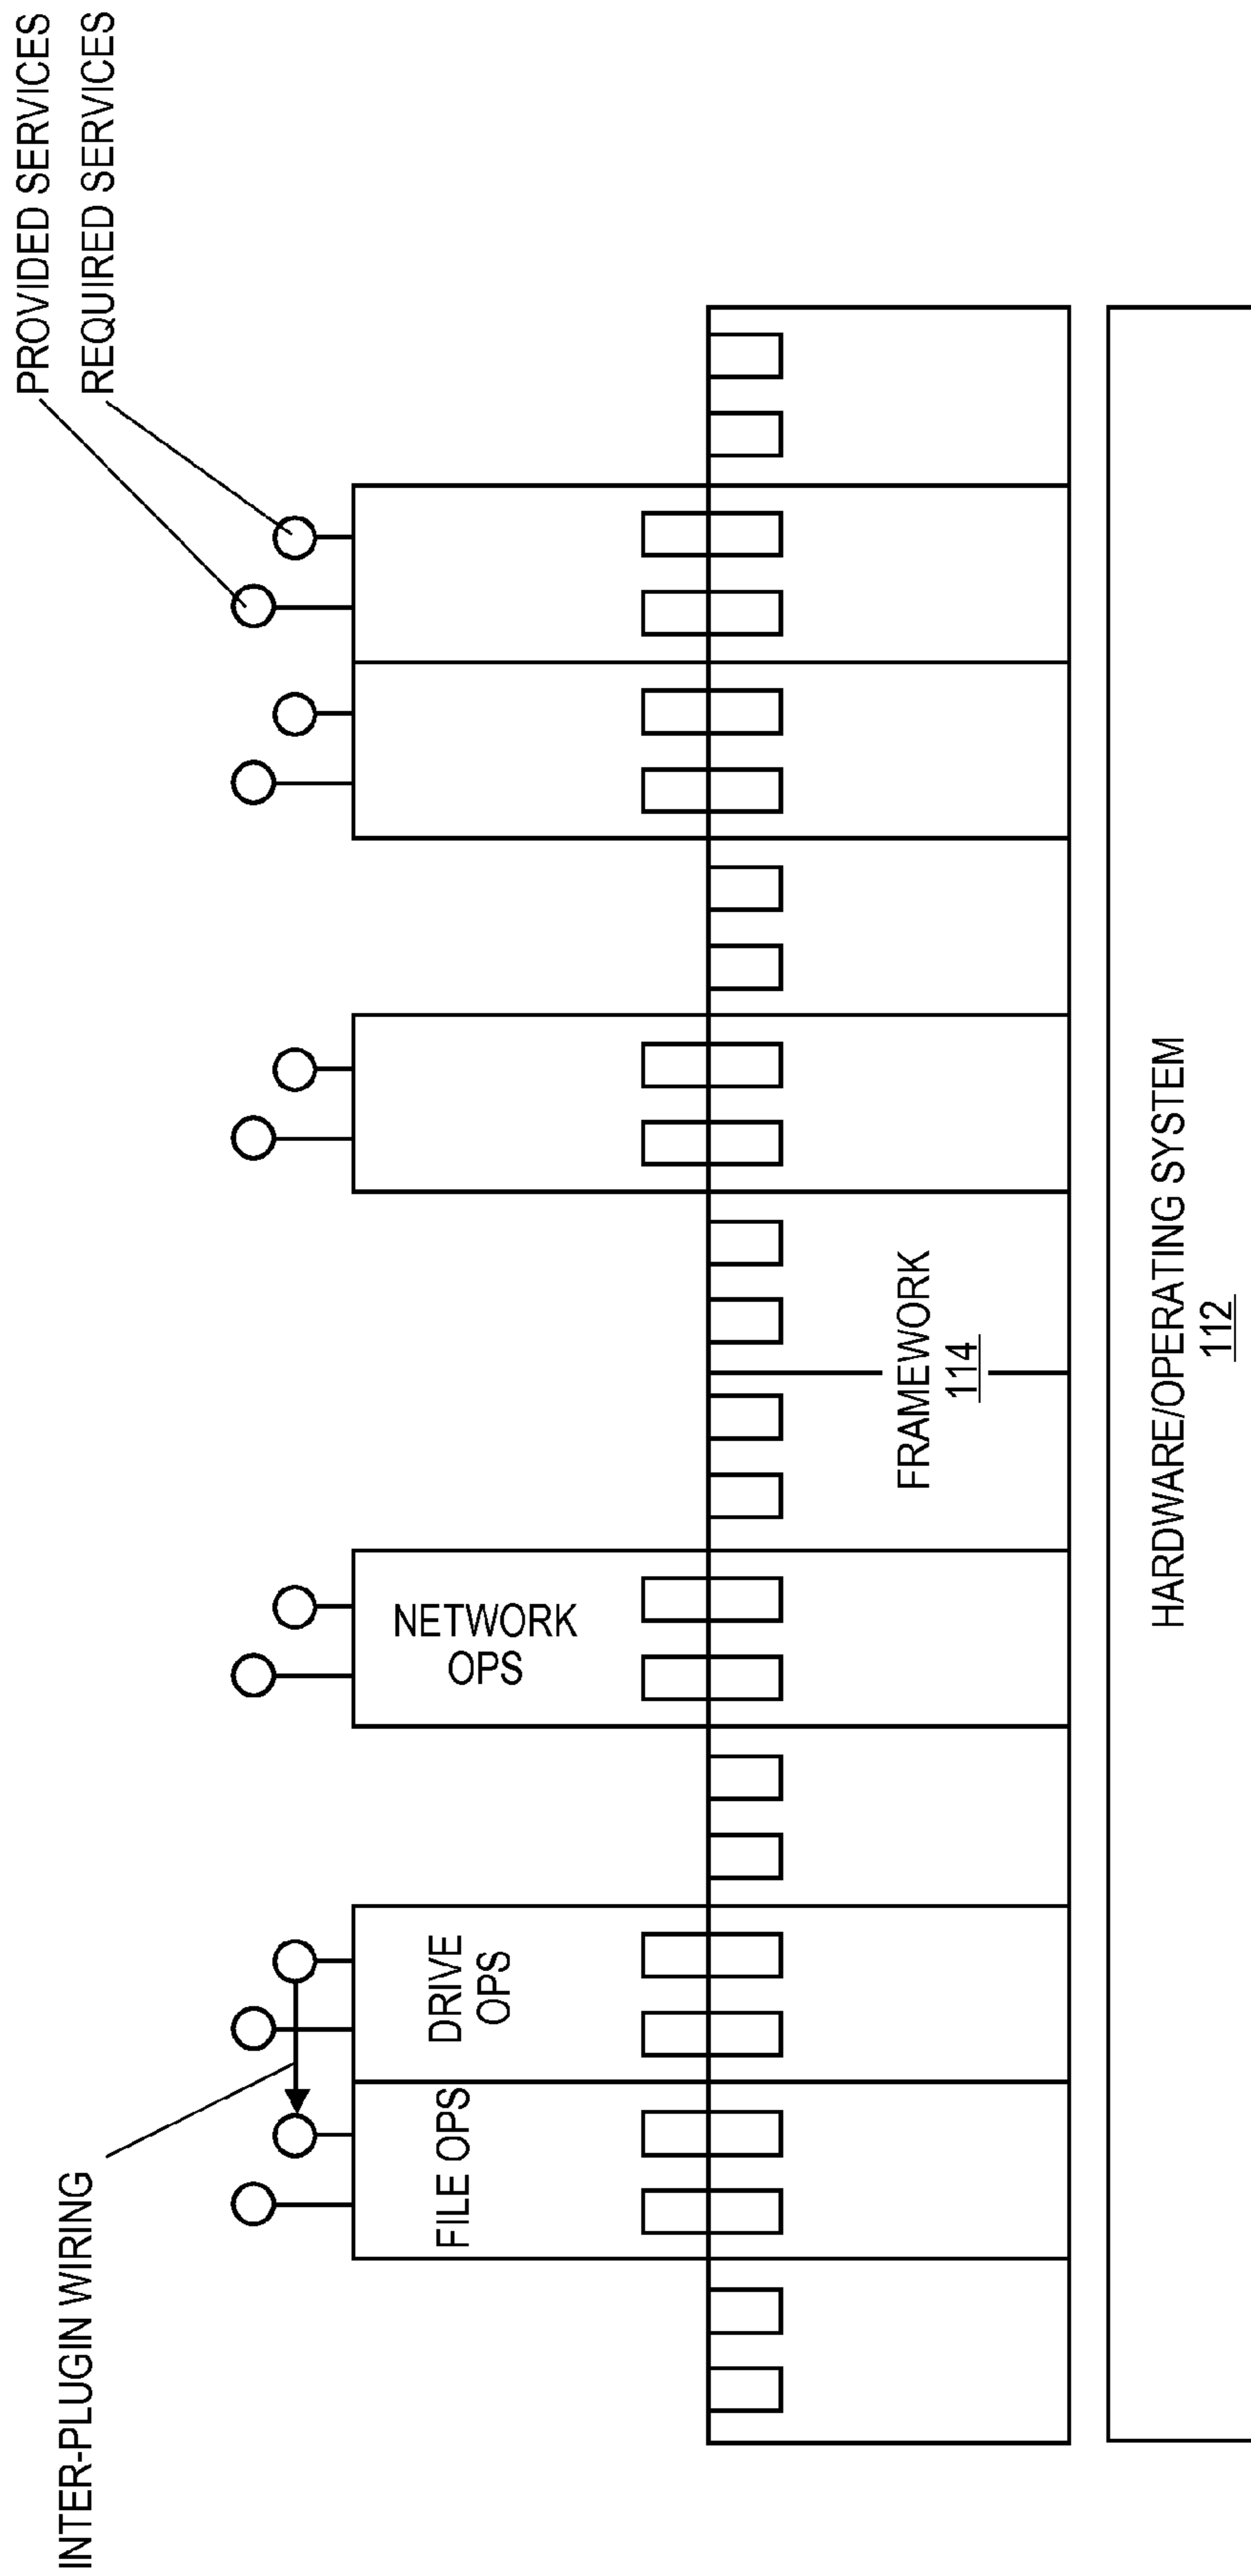 PROVIDED SERVICES
REQUIRED SERVICES
INTER-PLUGIN WIRING
FILE OPS
DRIVE
OPS
NETWORK
OPS
FRAMEWORK
114
HARDWARE/OPERATING SYSTEM
112